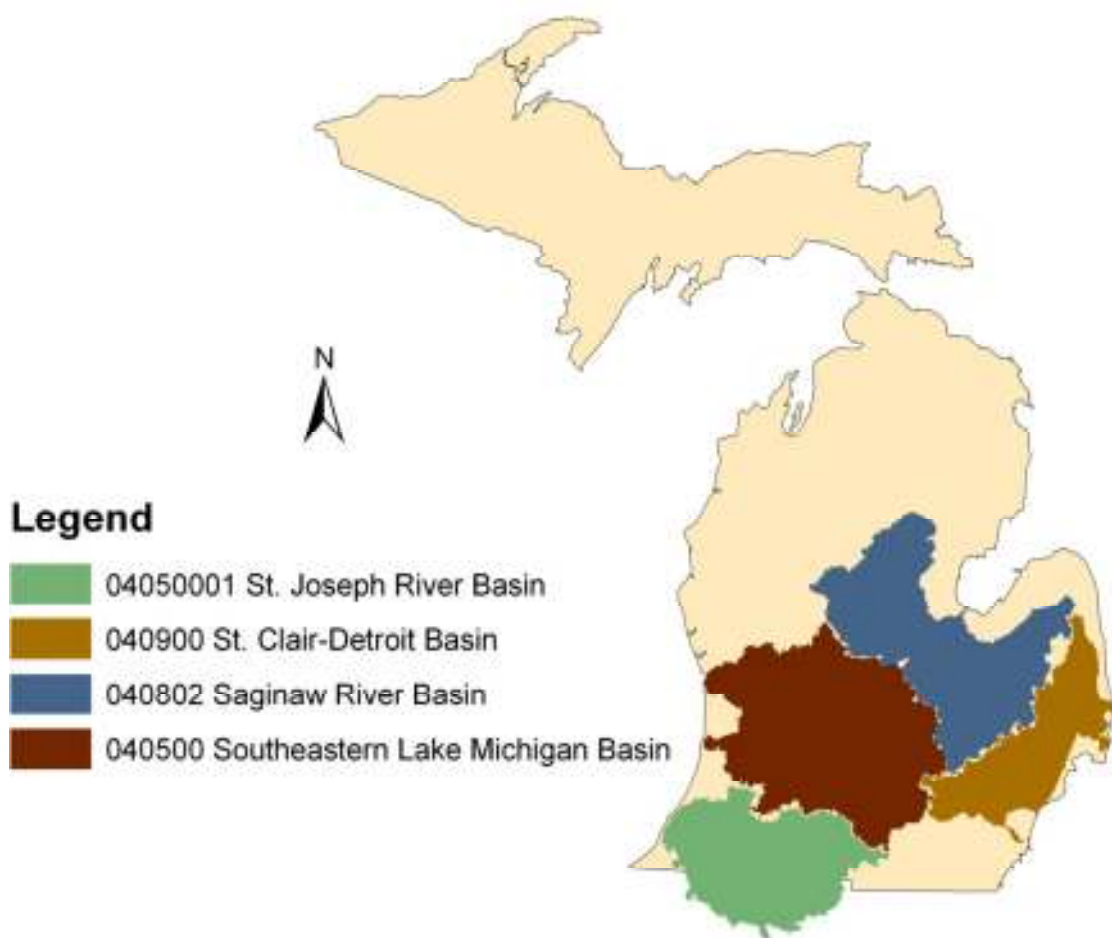 N
Legend
04050001 St. Joseph River Basin
040900 St. Clair-Detroit Basin
040802 Saginaw River Basin
040500 Southeastern Lake Michigan Basin